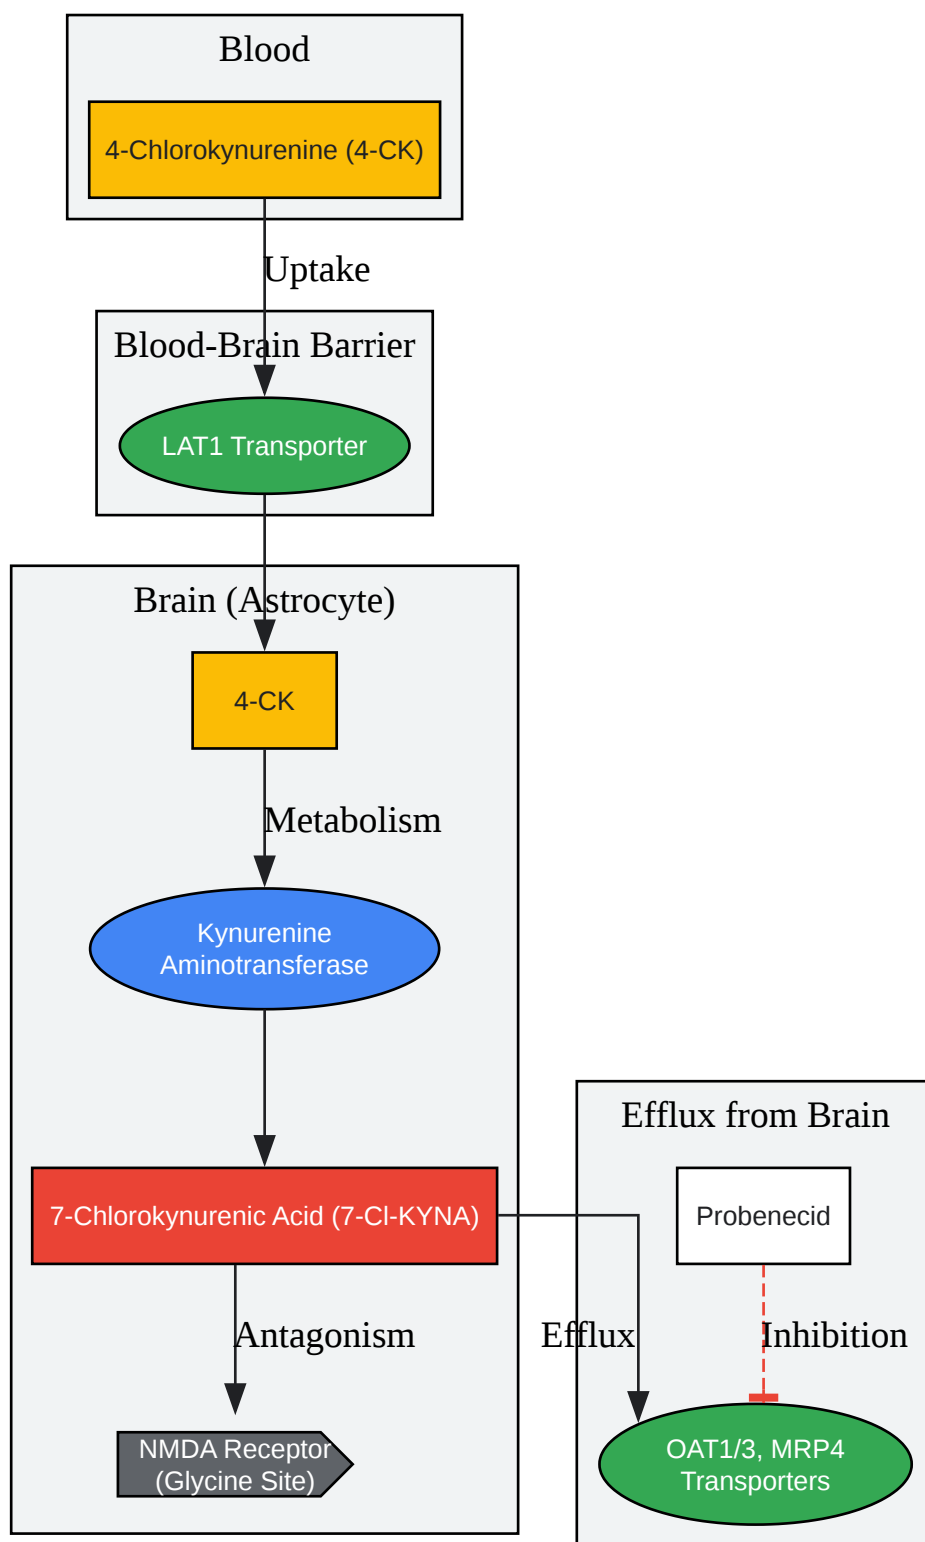 Blood
4-Chlorokynurenine (4-CK)
Uptake
Blood-Brain Barrier
LAT1 Transporter
Brain (Astrocyte)
4-CK
Metabolism
Kynurenine
Aminotransferase
7-Chlorokynurenic Acid (7-Cl-KYNA)
Antagonism
NMDA Receptor
(Glycine Site)
Efflux
Efflux from Brain
Probenecid
Inhibition
OAT1/3, MRP4
Transporters